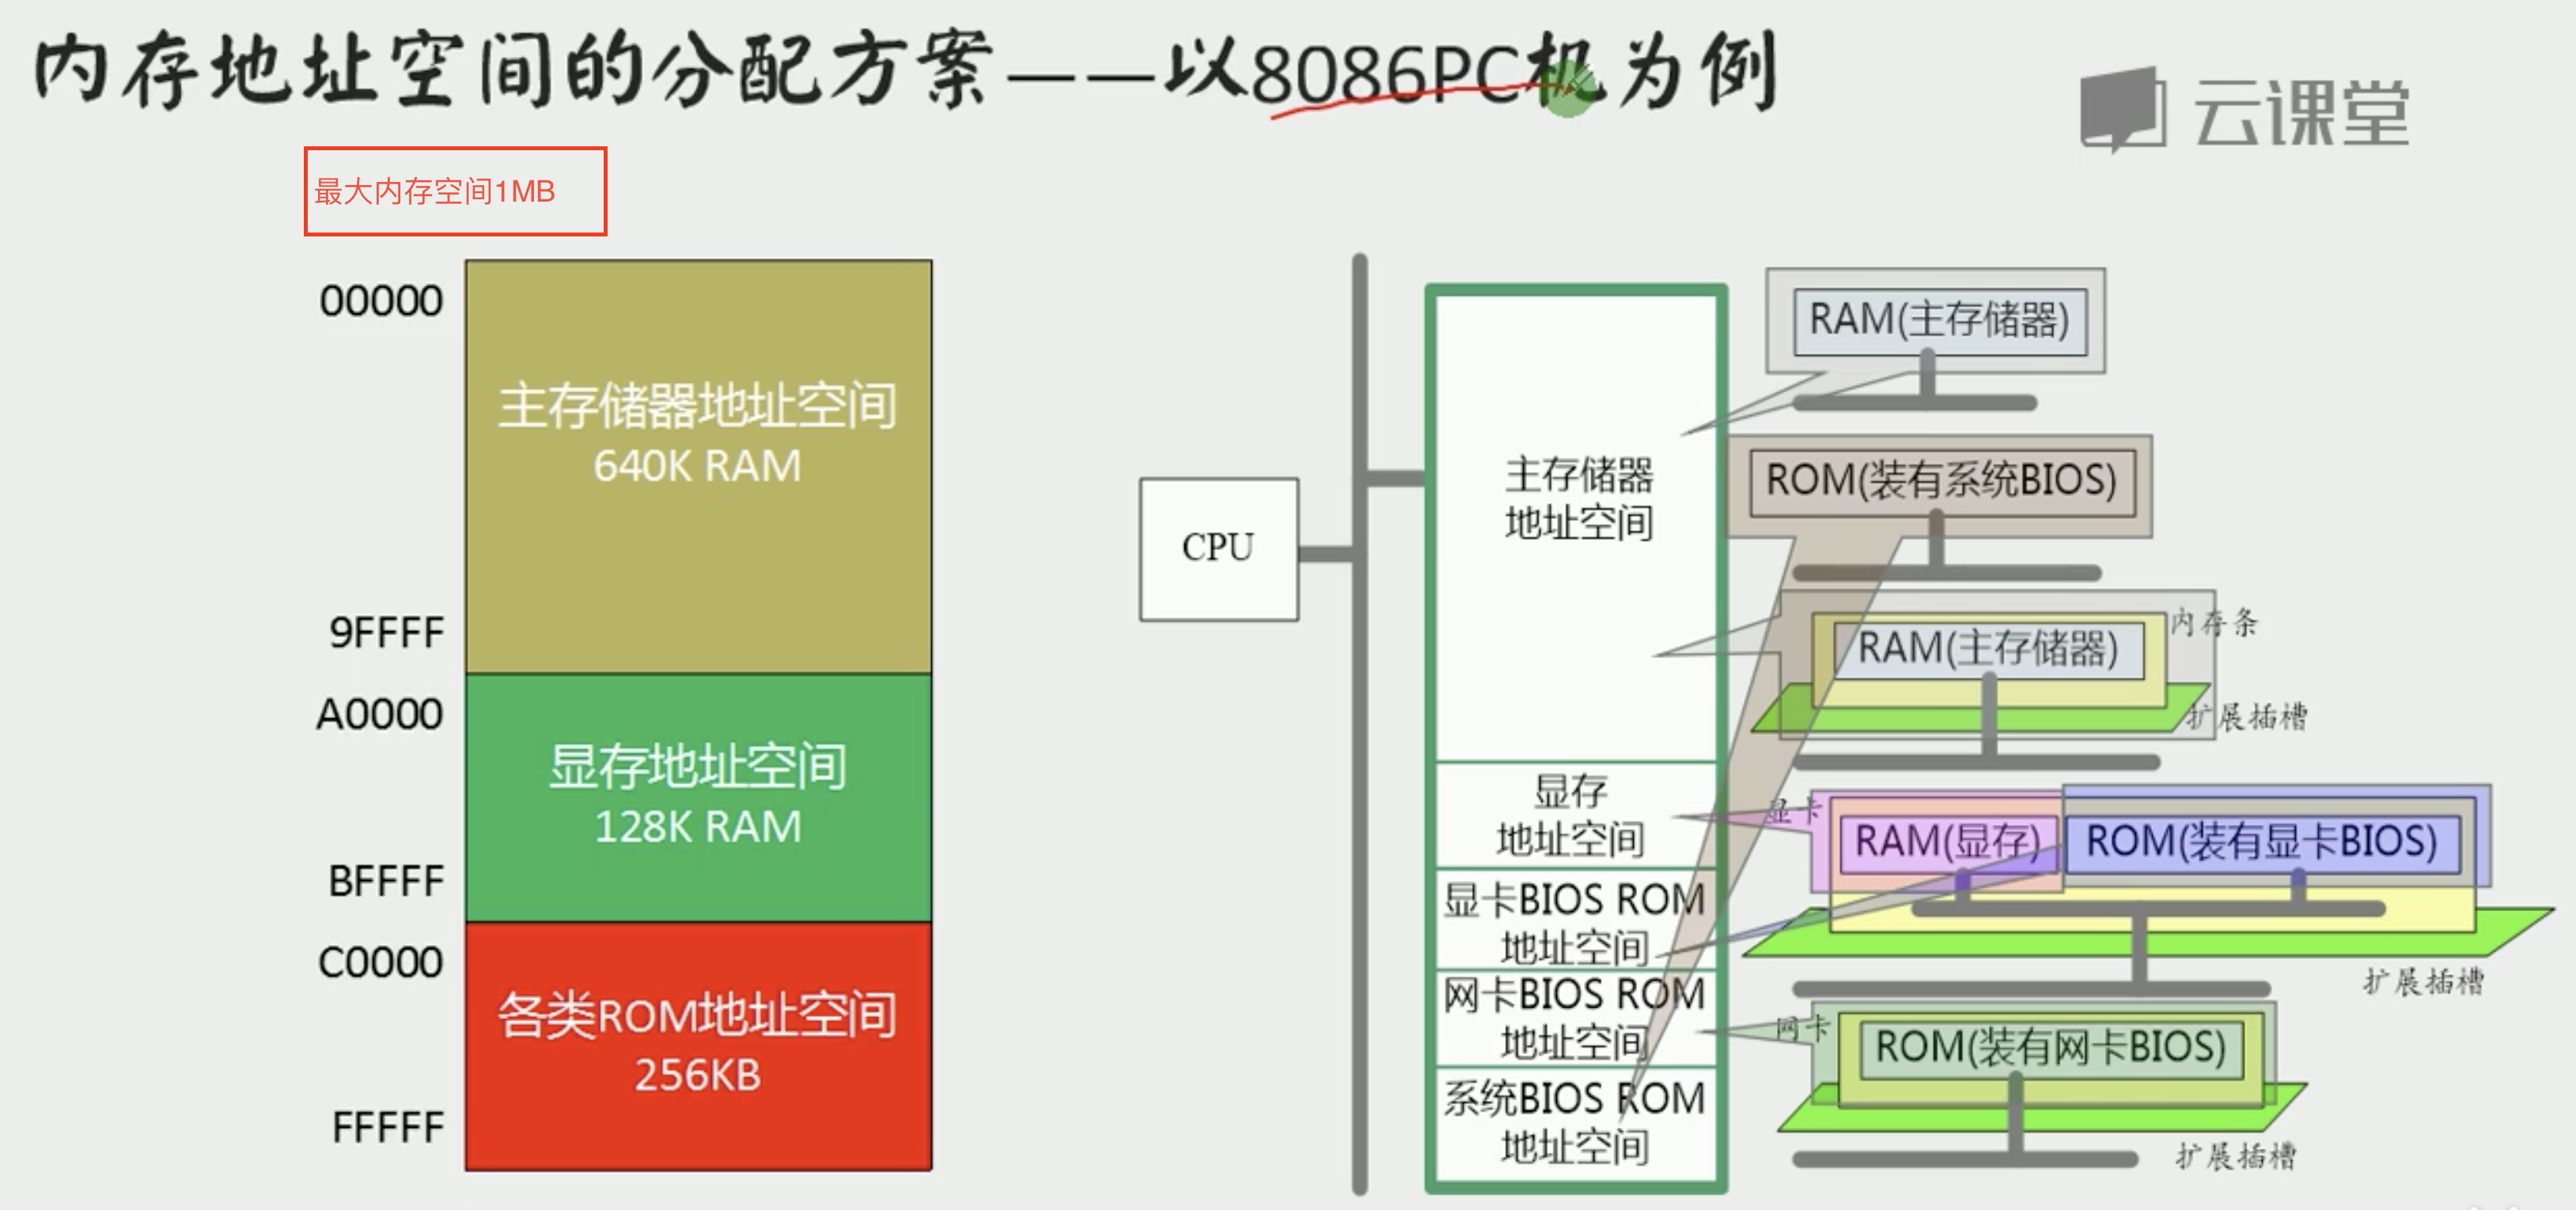 内存地址空间的分配方案——以8086PC机为例
云课堂
最大内存空间1MB
00000
主存储器地址空间
640K RAM
9FFFF
A0000
显存地址空间
128K RAM
BFFFF
C0000
各类ROM地址空间
256KB
FFFFF
CPU
主存储器
地址空间
显存
地址空间
显卡BIOS ROM
地址空间
网卡BIOS ROM
地址空间
系统BIOS ROM
地址空间
RAM(主存储器)
ROM(装有系统BIOS)
内存条
RAM(主存储器)
扩展插槽
显卡
RAM(显存)
ROM(装有显卡BIOS)
扩展插槽
网卡
ROM(装有网卡BIOS)
扩展插槽